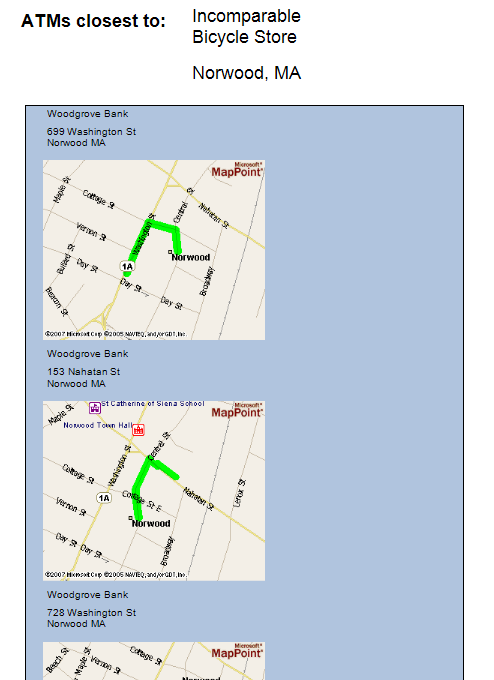 ATMs closest to:
Incomparable
Bicycle Store
Norwood, MA
Woodgrove Bank
699 Washington St
Norwood MA
Microsoft®
MapPoint®
Maple St
Cottage St
Central St
Nahatan St
Vernon St
Washington St
Bullard St
Day St
Norwood
1A
Broadway
Day St
Day St
©2007 Microsoft Corp ©2005 NAVTEQ, and/or GDT, Inc.
Woodgrove Bank
153 Nahatan St
Norwood MA
St Catherine of Siena School
Microsoft®
MapPoint®
Maple St
Norwood Town Hall
Central St
Washington St
Cottage St
Lenox St
1A
Cottage St E
Nahatan St
Vernon St
Norwood
Day St
Day St
Broadway
©2007 Microsoft Corp ©2005 NAVTEQ, and/or GDT, Inc.
Woodgrove Bank
728 Washington St
Norwood MA
Microsoft®
MapPoint®
Beech St
Maple St
Vernon St
Cottage St
Norwood